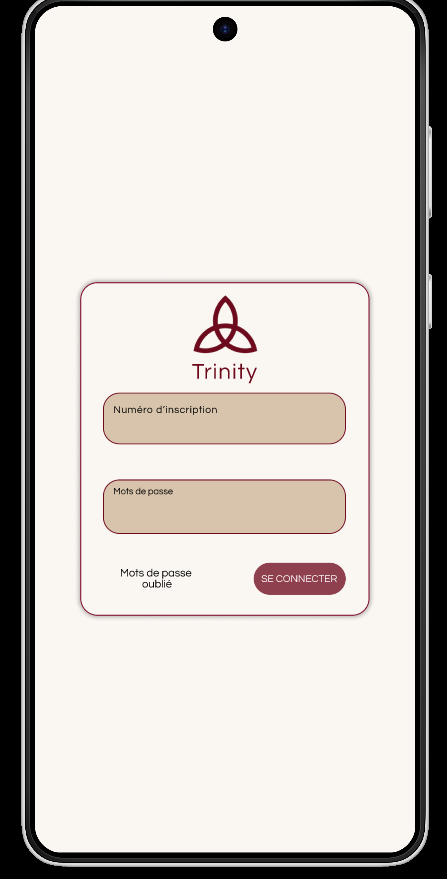 Trinity
Numéro d’inscription
Mots de passe
Mots de passe
oublié
SE CONNECTER